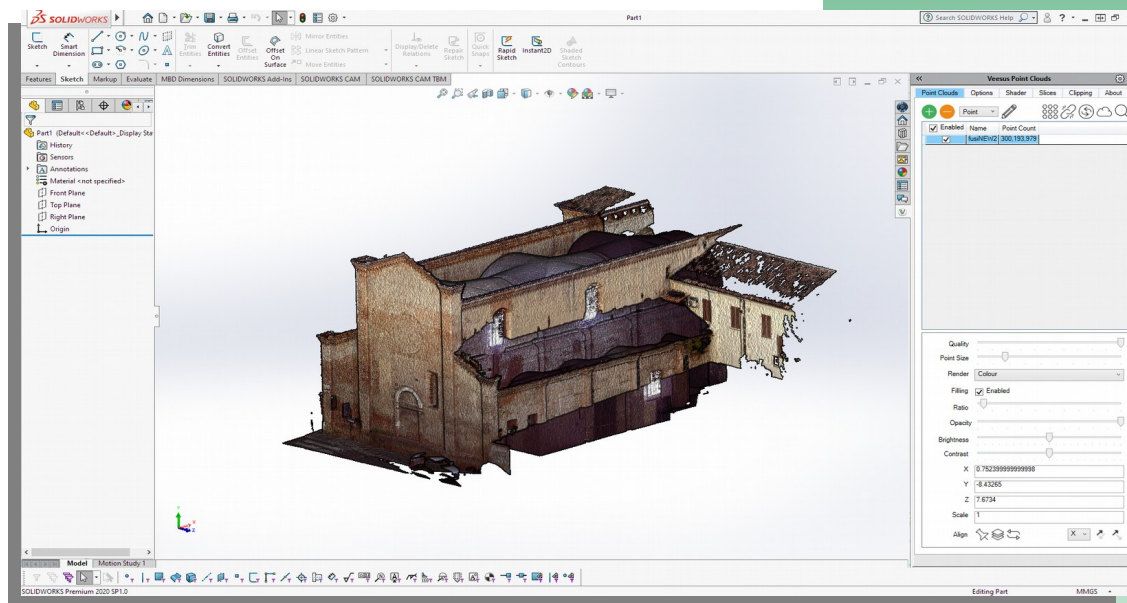 SOLIDWORKS
Part1
Search SOLIDWORKS Help
Sketch
Smart Dimension
Trim Entities
Convert Entities
Offset Entities
Offset On Surface
Mirror Entities
Linear Sketch Pattern
Move Entities
Display/Delete Relations
Repair Sketch
Quick Snaps
Rapid Sketch
Instant2D
Shaded Sketch Contours
Features Sketch Markup Evaluate MBD Dimensions SOLIDWORKS Add-Ins SOLIDWORKS CAM SOLIDWORKS CAM TBM
Part1 (Default<<Default>_Display Sta
History
Sensors
Annotations
Material <not specified>
Front Plane
Top Plane
Right Plane
Origin
Veesus Point Clouds
Point Clouds Options Shader Slices Clipping About
Point
Enabled Name Point Count
fusiNEW2 300,193,979
Quality
Point Size
Render Colour
Filling Enabled
Ratio
Opacity
Brightness
Contrast
X 0.752399999999998
Y -8.43265
Z 7.6734
Scale 1
Align X
Model Motion Study 1
SOLIDWORKS Premium 2020 SP1.0
Editing Part MMGS